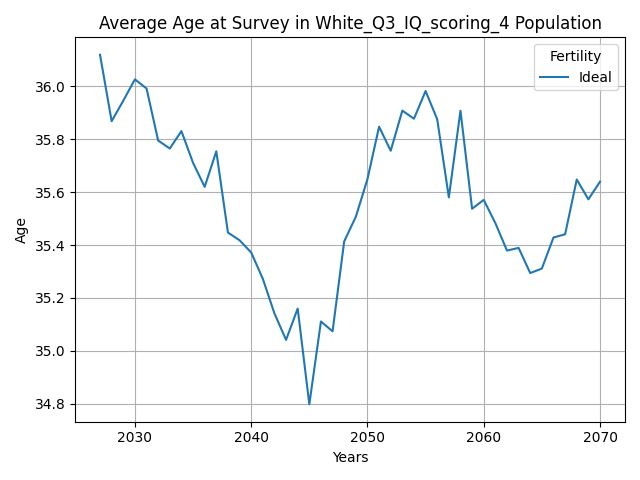 Average Age at Survey in White_Q3_IQ_scoring_4 Population
Fertility
Ideal
36.0
35.8
35.6
35.4
35.2
35.0
34.8
Age
2030 2040 2050 2060 2070
Years